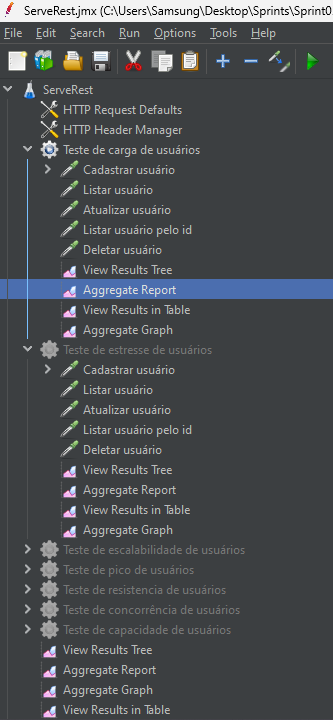 ServeRest.jmx (C:\Users\Samsung\Desktop\Sprints\Sprint0
File Edit Search Run Options Tools Help
ServeRest
HTTP Request Defaults
HTTP Header Manager
Teste de carga de usuários
Cadastrar usuário
Listar usuário
Atualizar usuário
Listar usuário pelo id
Deletar usuário
View Results Tree
Aggregate Report
View Results in Table
Aggregate Graph
Teste de estresse de usuários
Cadastrar usuário
Listar usuário
Atualizar usuário
Listar usuário pelo id
Deletar usuário
View Results Tree
Aggregate Report
View Results in Table
Aggregate Graph
Teste de escalabilidade de usuários
Teste de pico de usuários
Teste de resistencia de usuários
Teste de concorrência de usuários
Teste de capacidade de usuários
View Results Tree
Aggregate Report
Aggregate Graph
View Results in Table